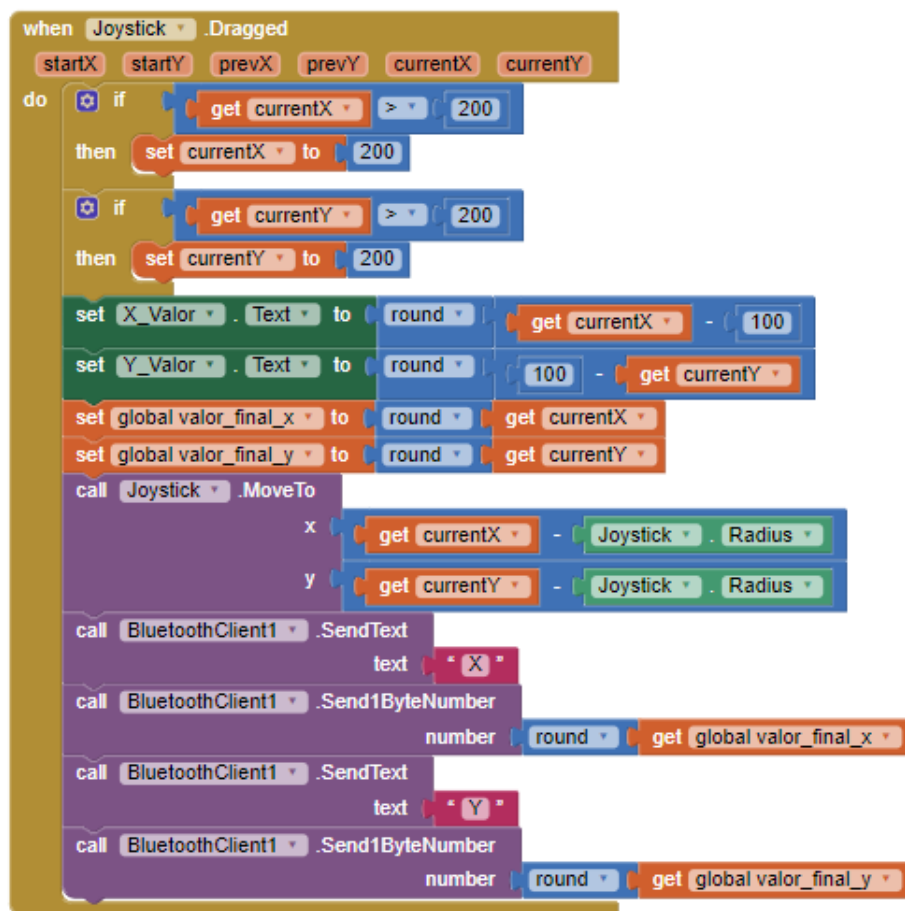 when Joystick .Dragged
startX startY prevX prevY currentX currentY
do if get currentX > 200
then set currentX to 200
if get currentY > 200
then set currentY to 200
set X_Valor . Text to round get currentX - 100
set Y_Valor . Text to round 100 - get currentY
set global valor_final_x to round get currentX
set global valor_final_y to round get currentY
call Joystick .MoveTo
x get currentX - Joystick . Radius
y get currentY - Joystick . Radius
call BluetoothClient1 .SendText
text “ X ”
call BluetoothClient1 .Send1ByteNumber
number round get global valor_final_x
call BluetoothClient1 .SendText
text “ Y ”
call BluetoothClient1 .Send1ByteNumber
number round get global valor_final_y